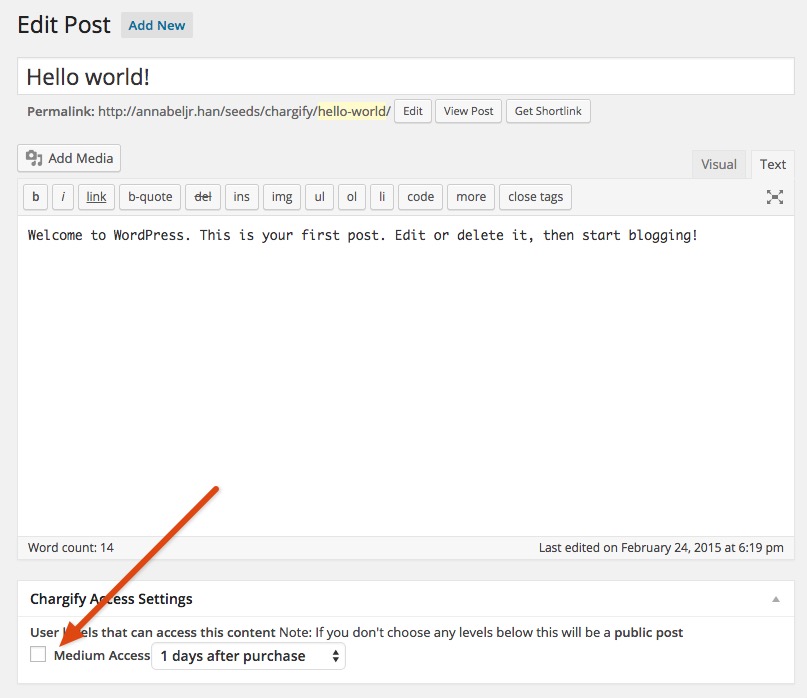 Edit Post Add New
Hello world!
Permalink: http://annabeljr.han/seeds/chargify/hello-world/ Edit View Post Get Shortlink
Add Media
Visual Text
b i link b-quote del ins img ul ol li code more close tags
Welcome to WordPress. This is your first post. Edit or delete it, then start blogging!
Word count: 14 Last edited on February 24, 2015 at 6:19 pm
Chargify Access Settings
User levels that can access this content Note: If you don't choose any levels below this will be a public post
Medium Access 1 days after purchase